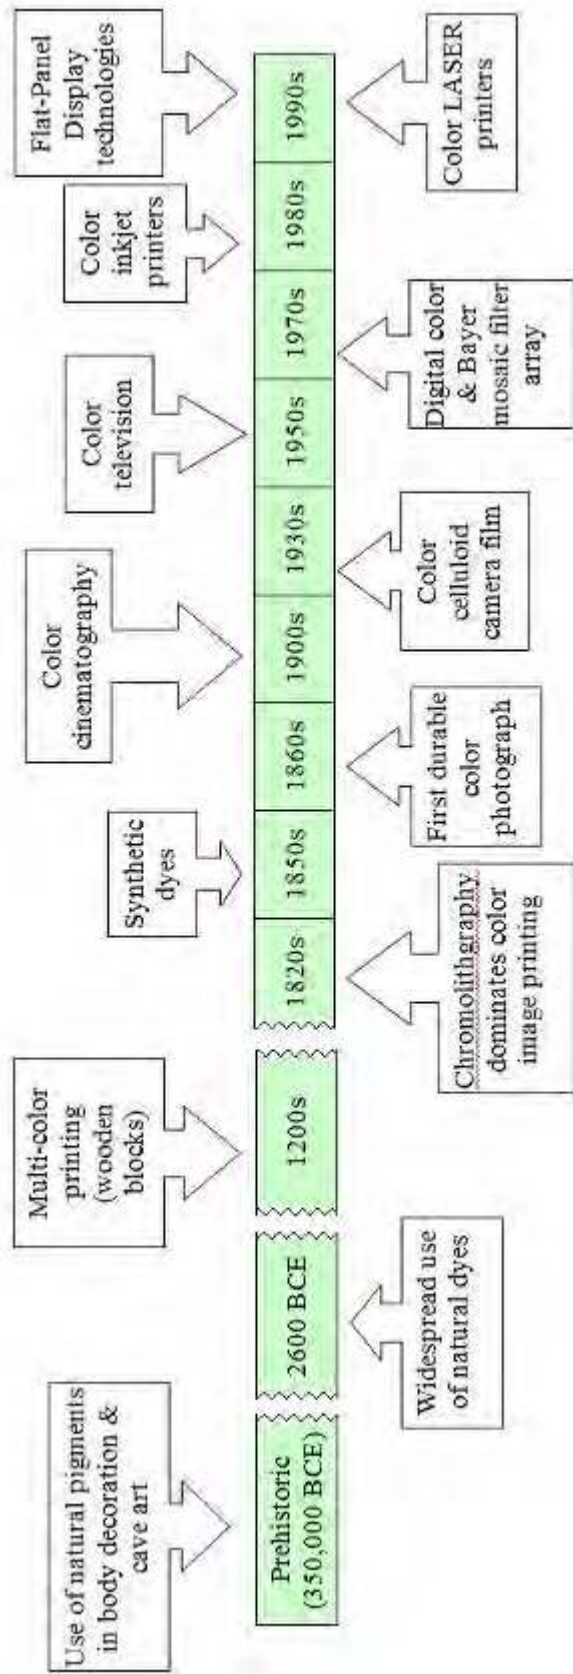 Use of natural pigments
in body decoration &
cave art
Multi-color
printing
(wooden
blocks)
Synthetic
dyes
Color
cinematography
Color
television
Color
inkjet
printers
Flat-Panel
Display
technologies
Prehistoric
(350,000 BCE)
2600 BCE
1200s
1820s
1850s
1860s
1900s
1930s
1950s
1970s
1980s
1990s
Widespread use
of natural dyes
Chromolithgraphy
dominates color
image printing
First durable
color
photograph
Color
celluloid
camera film
Digital color
& Bayer
mosaic filter
array
Color LASER
printers